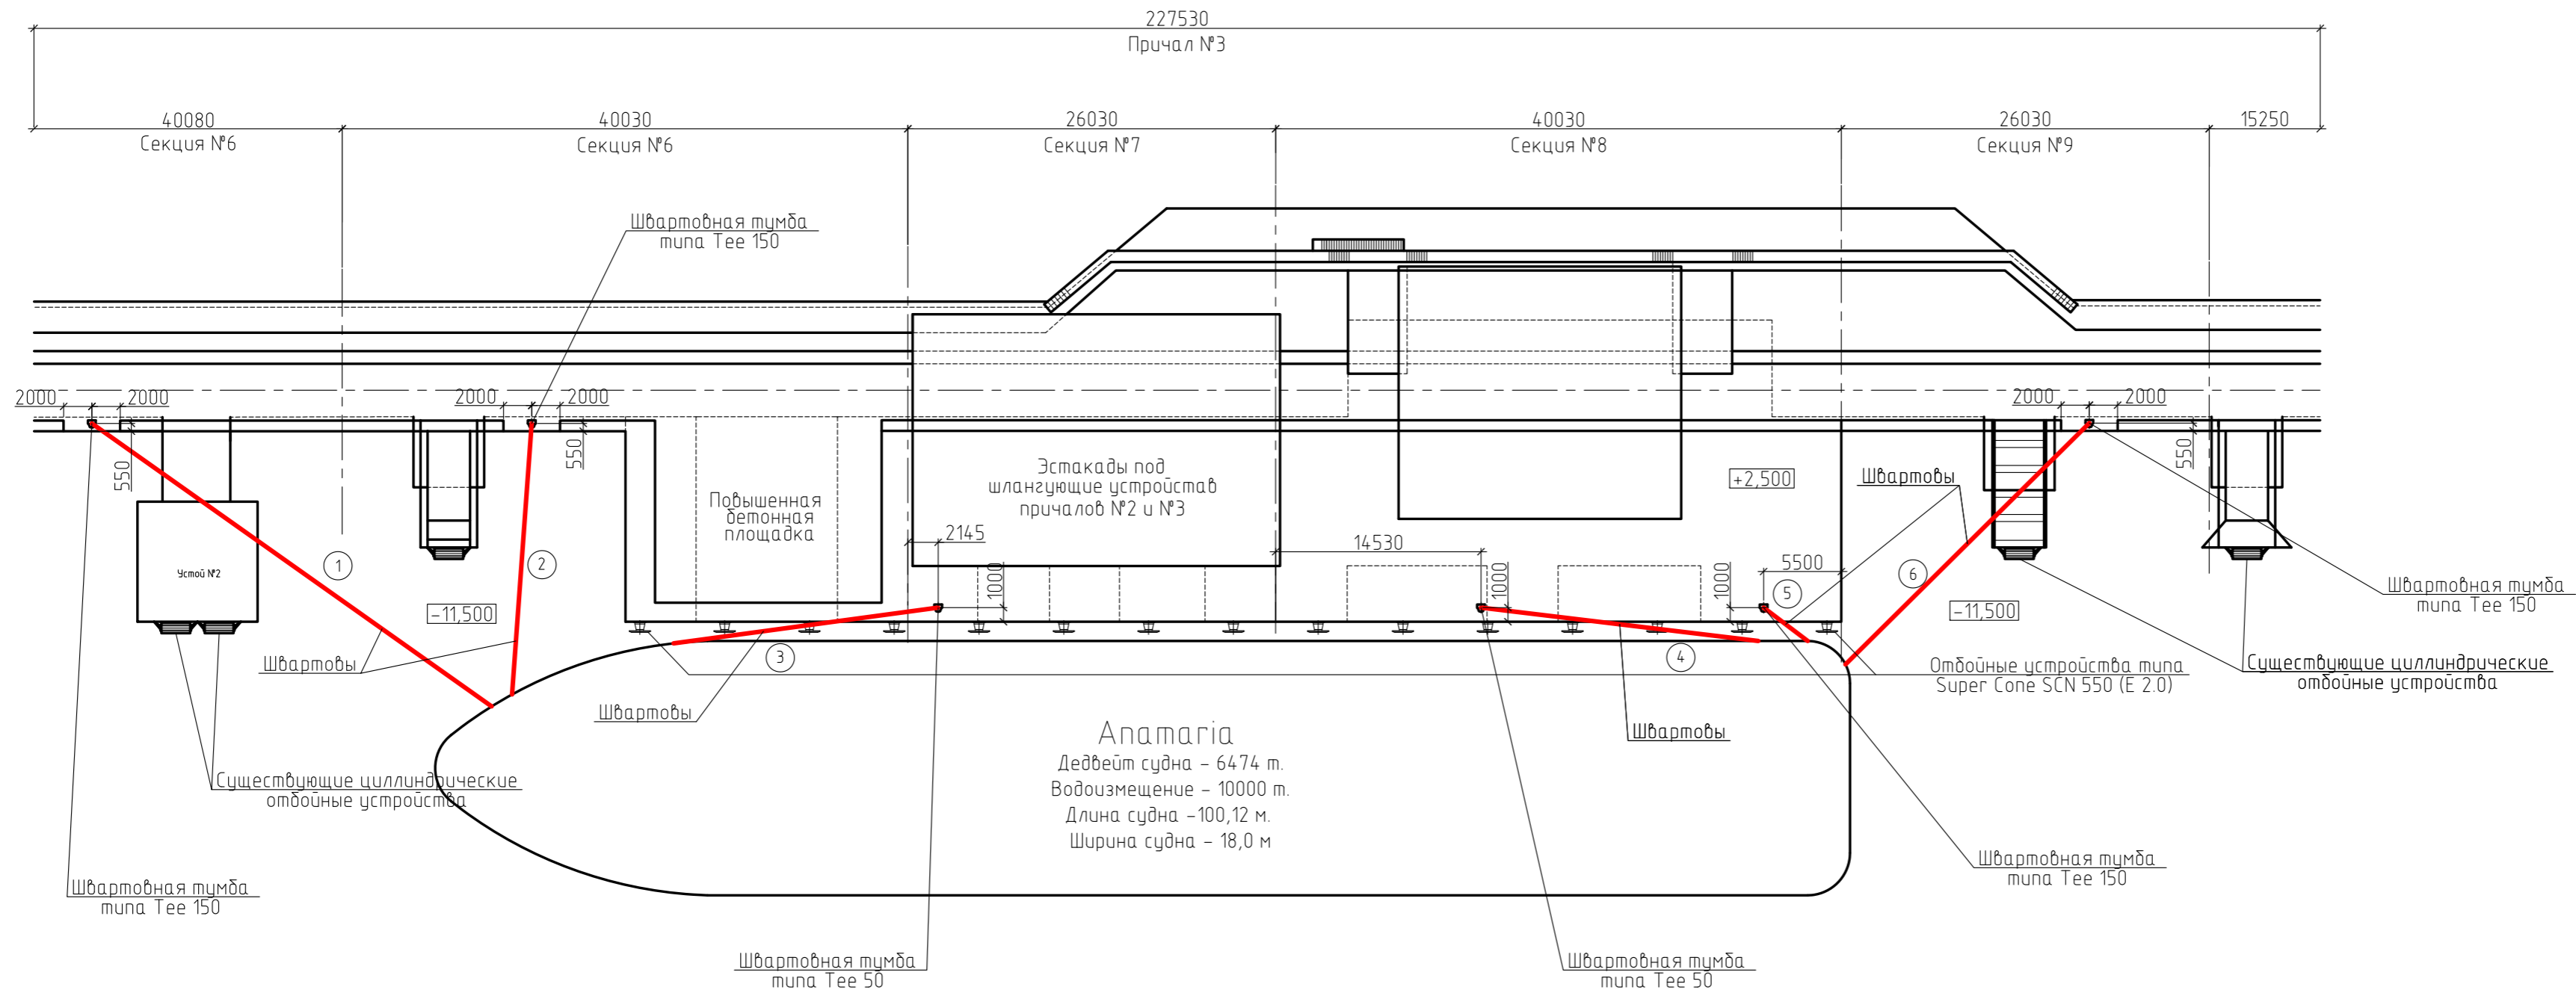 227530
Причал №3
40080
Секция №6
40030
Секция №6
26030
Секция №7
40030
Секция №8
26030
Секция №9
15250
Швартовная тумба
типа Tee 150
2000
2000
550
2000
2000
550
2000
2000
550
Эстакады под
шлангующие устройстав
причалов №2 и №3
Повышенная
бетонная
площадка
+2,500
Швартовы
2145
1000
14530
1000
5500
1000
Устой №2
1
2
3
4
5
6
-11,500
-11,500
Швартовная тумба
типа Tee 150
Швартовы
Швартовы
Швартовы
Отбойные устройства типа
Super Cone SCN 550 (E 2.0)
Существующие циллиндрические
отбойные устройства
Существующие циллиндрические
отбойные устройства
Anamaria
Дедвейт судна - 6474 т.
Водоизмещение - 10000 т.
Длина судна -100,12 м.
Ширина судна - 18,0 м
Швартовная тумба
типа Tee 150
Швартовная тумба
типа Tee 150
Швартовная тумба
типа Tee 50
Швартовная тумба
типа Tee 50